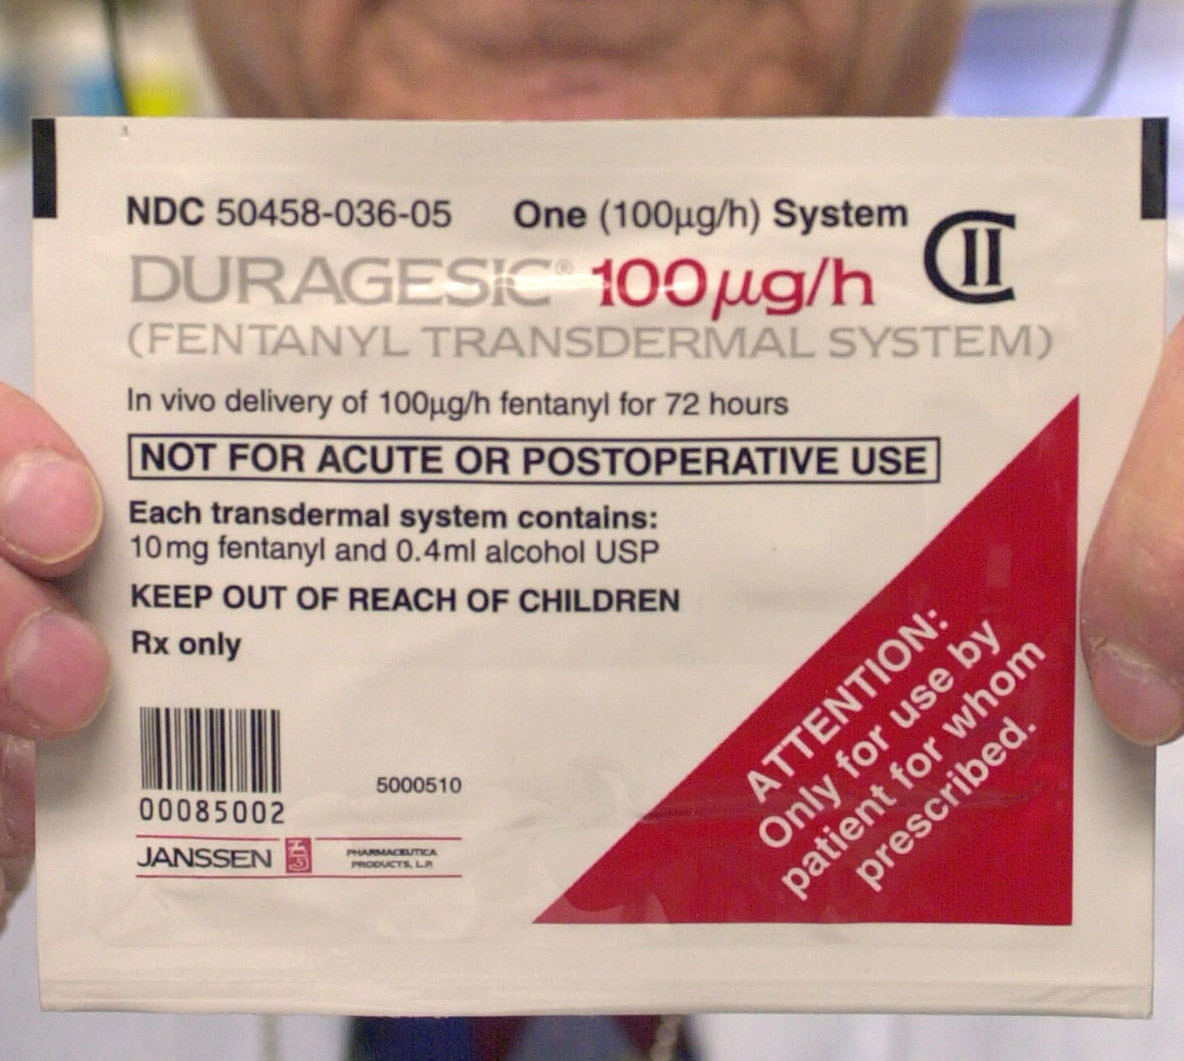 NDC 50458-036-05 One (100µg/h) System
CII
DURAGESIC® 100µg/h
(FENTANYL TRANSDERMAL SYSTEM)
In vivo delivery of 100µg/h fentanyl for 72 hours
NOT FOR ACUTE OR POSTOPERATIVE USE
Each transdermal system contains:
10mg fentanyl and 0.4ml alcohol USP
KEEP OUT OF REACH OF CHILDREN
Rx only
ATTENTION:
Only for use by
patient for whom
prescribed.
5000510
00085002
JANSSEN
PHARMACEUTICA
PRODUCTS, L.P.